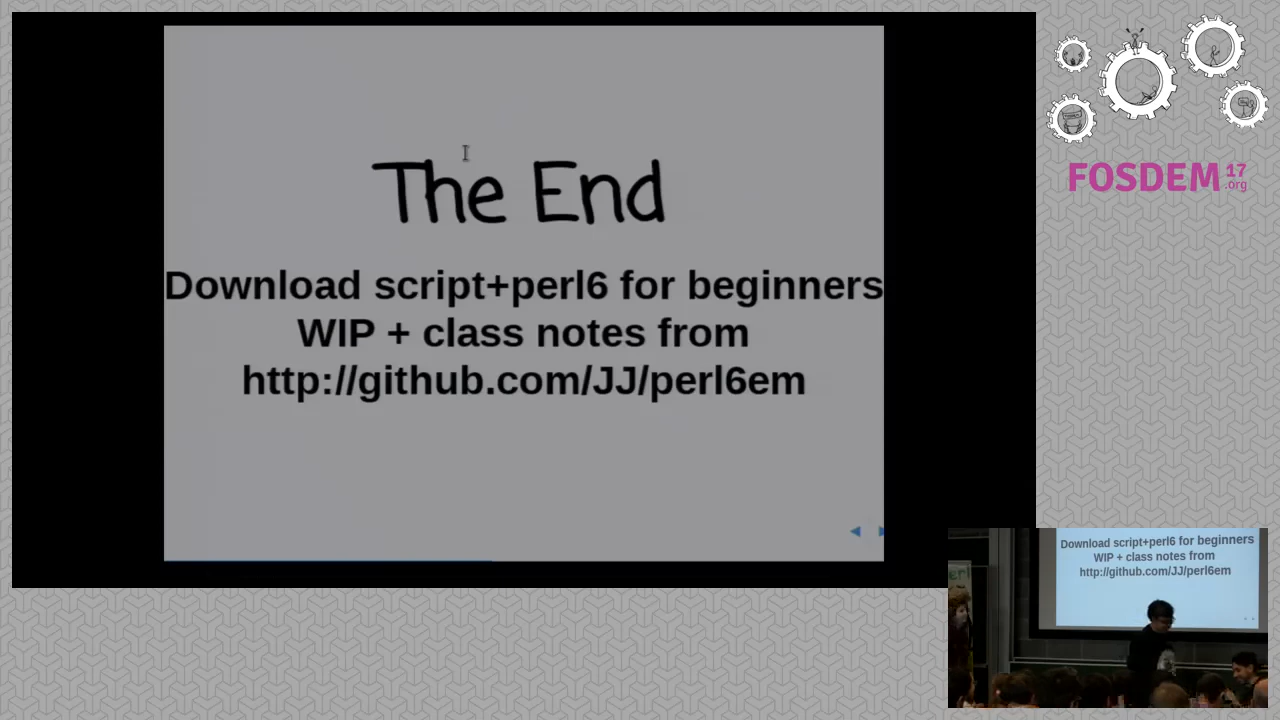 The End
Download script+perl6 for beginners
WIP + class notes from
http://github.com/JJ/perl6em
FOSDEM 17
.org
Download script+perl6 for beginners
WIP + class notes from
http://github.com/JJ/perl6em